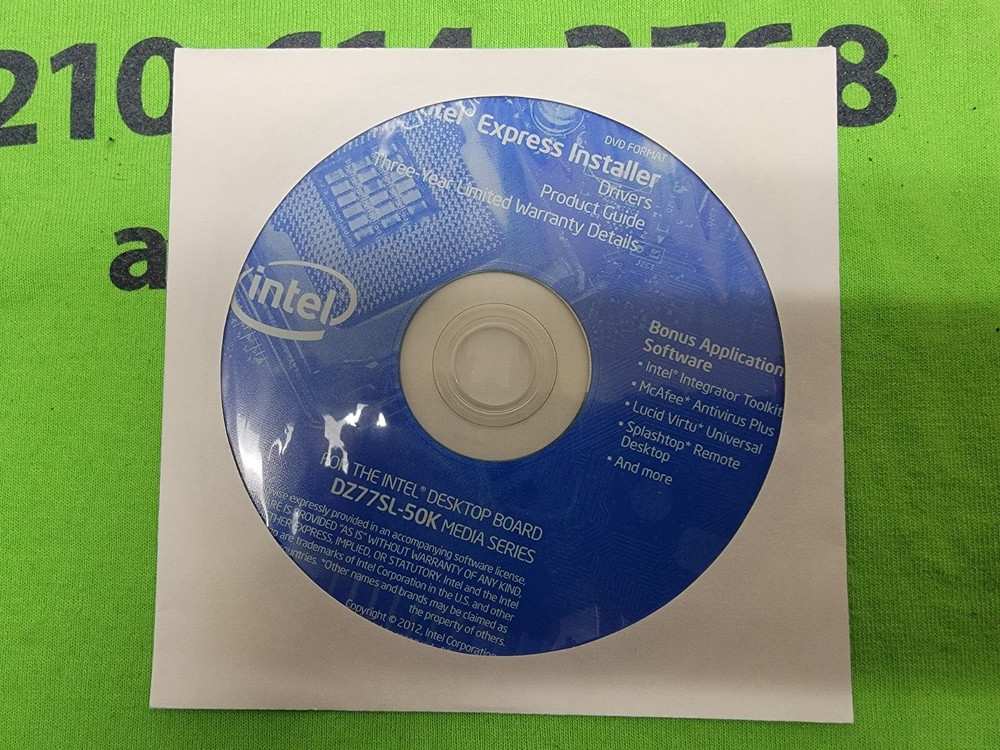 210 614 3768
a
Intel® Express Installer
DVD FORMAT
Drivers
Product Guide
Three-Year Limited Warranty Details
intel
Bonus Application
Software
• Intel® Integrator Toolkit
• McAfee* Antivirus Plus
• Lucid Virtu* Universal
• Splashtop* Remote
Desktop
• And more
FOR THE INTEL® DESKTOP BOARD
DZ77SL-50K MEDIA SERIES
expressly provided in an accompanying software license,
IS PROVIDED "AS IS" WITHOUT WARRANTY OF ANY KIND,
EXPRESS, IMPLIED, OR STATUTORY. Intel and the Intel
are trademarks of Intel Corporation in the U.S. and other
countries. *Other names and brands may be claimed as
the property of others.
Copyright © 2012, Intel Corporation